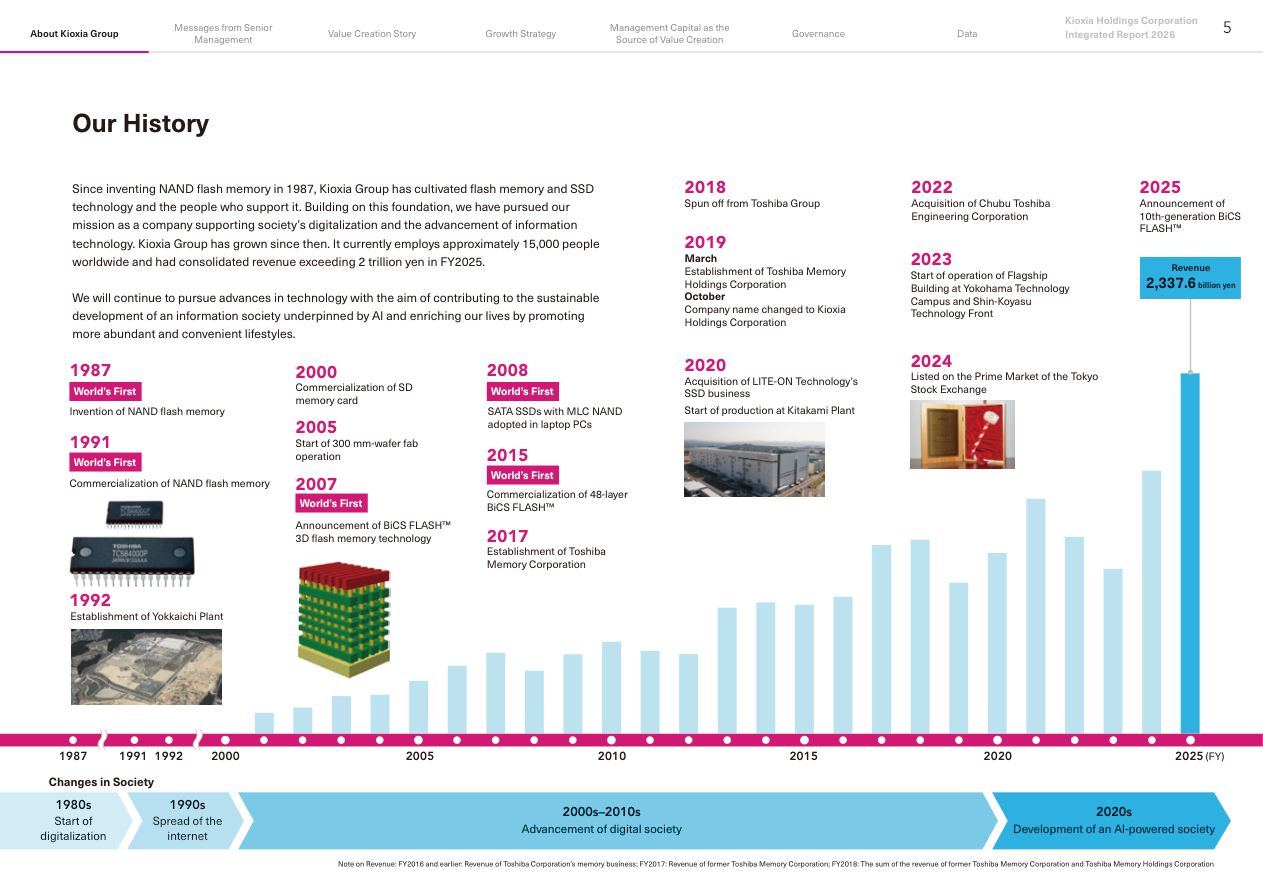 About Kioxia Group
Messages from Senior
Management
Value Creation Story
Growth Strategy
Management Capital as the
Source of Value Creation
Governance
Data
Kioxia Holdings Corporation
Integrated Report 2026
5
Our History
Since inventing NAND flash memory in 1987, Kioxia Group has cultivated flash memory and SSD
technology and the people who support it. Building on this foundation, we have pursued our
mission as a company supporting society's digitalization and the advancement of information
technology. Kioxia Group has grown since then. It currently employs approximately 15,000 people
worldwide and had consolidated revenue exceeding 2 trillion yen in FY2025.
We will continue to pursue advances in technology with the aim of contributing to the sustainable
development of an information society underpinned by AI and enriching our lives by promoting
more abundant and convenient lifestyles.
1987
World's First
Invention of NAND flash memory
1991
World's First
Commercialization of NAND flash memory
TOSHIBA
TC584000P
1992
Establishment of Yokkaichi Plant
2000
Commercialization of SD
memory card
2005
Start of 300 mm-wafer fab
operation
2007
World's First
Announcement of BiCS FLASH™
3D flash memory technology
2008
World's First
SATA SSDs with MLC NAND
adopted in laptop PCs
2015
World's First
Commercialization of 48-layer
BiCS FLASH™
2017
Establishment of Toshiba
Memory Corporation
2018
Spun off from Toshiba Group
2019
March
Establishment of Toshiba Memory
Holdings Corporation
October
Company name changed to Kioxia
Holdings Corporation
2020
Acquisition of LITE-ON Technology's
SSD business
Start of production at Kitakami Plant
2022
Acquisition of Chubu Toshiba
Engineering Corporation
2023
Start of operation of Flagship
Building at Yokohama Technology
Campus and Shin-Koyasu
Technology Front
2024
Listed on the Prime Market of the Tokyo
Stock Exchange
2025
Announcement of
10th-generation BiCS
FLASH™
Revenue
2,337.6 billion yen
1987
1991
1992
2000
2005
2010
2015
2020
2025 (FY)
Changes in Society
1980s
Start of
digitalization
1990s
Spread of the
internet
2000s–2010s
Advancement of digital society
2020s
Development of an AI-powered society
Note on Revenue: FY2016 and earlier: Revenue of Toshiba Corporation's memory business; FY2017: Revenue of former Toshiba Memory Corporation; FY2018: The sum of the revenue of former Toshiba Memory Corporation and Toshiba Memory Holdings Corporation